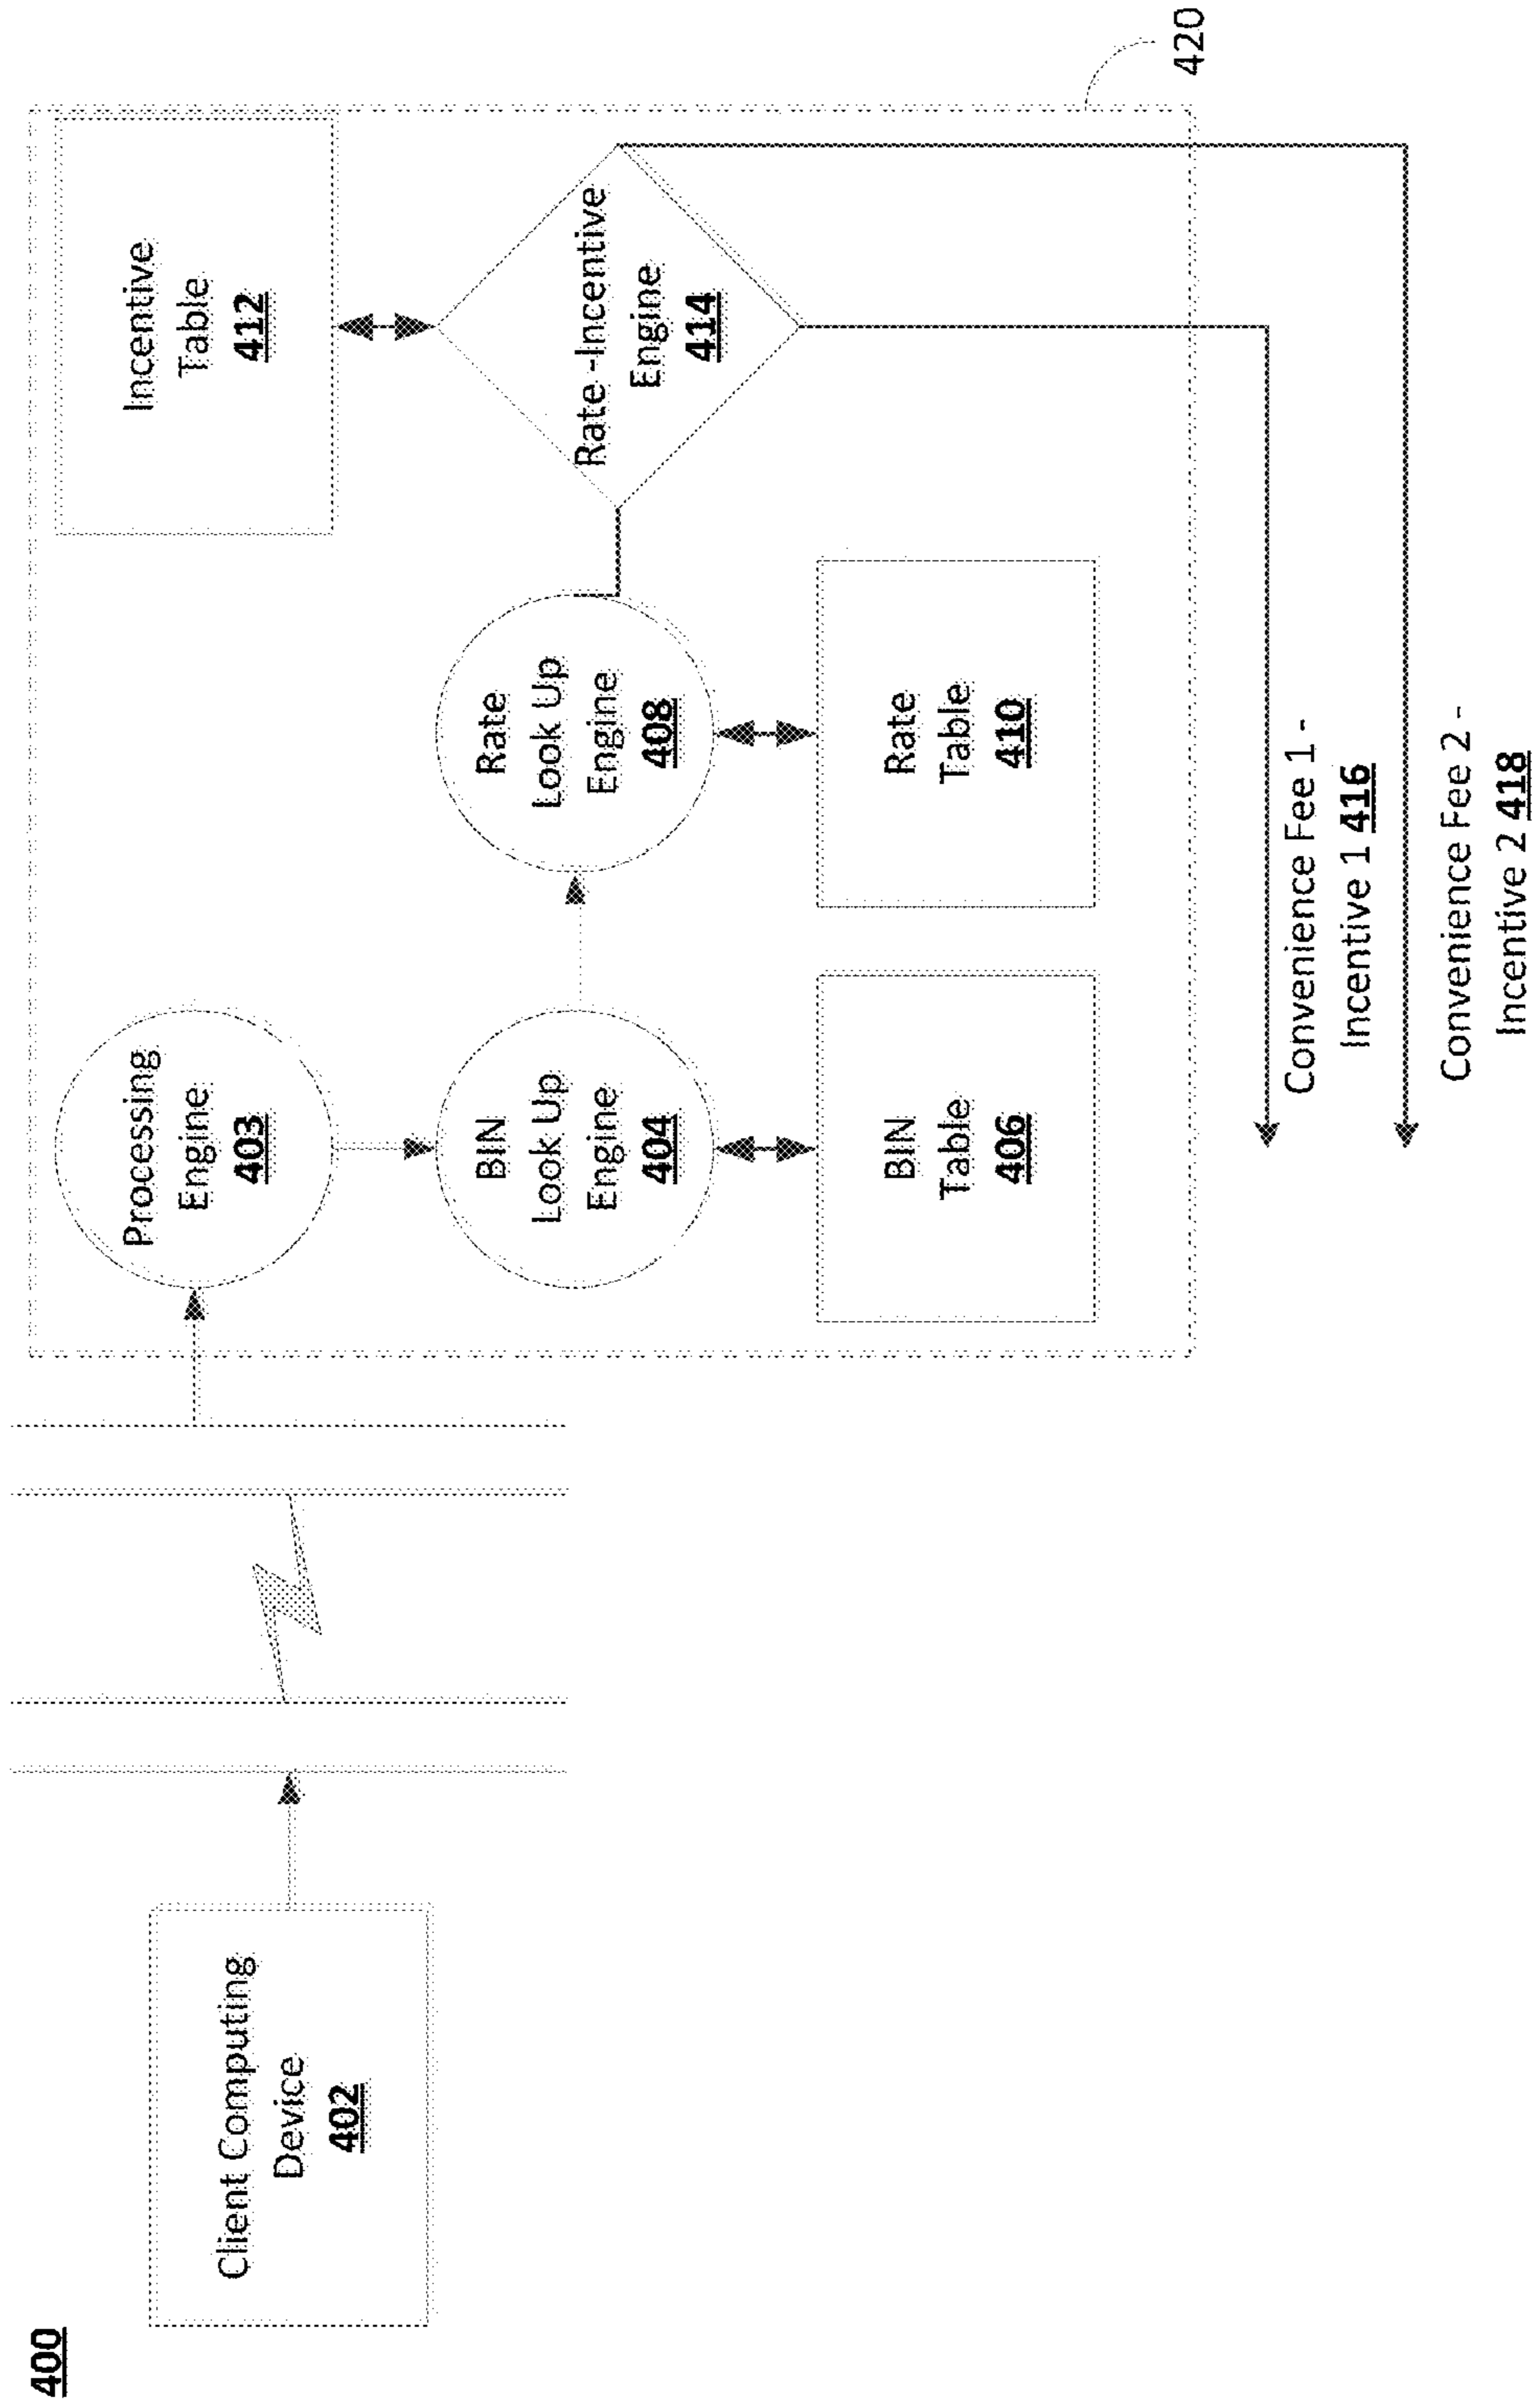 400
Client Computing
Device
402
Processing
Engine
403
BIN
Look Up
Engine
404
BIN
Table
406
Rate
Look Up
Engine
408
Rate
Table
410
Incentive
Table
412
Rate -Incentive
Engine
414
Convenience Fee 1 -
Incentive 1 416
Convenience Fee 2 -
Incentive 2 418
420